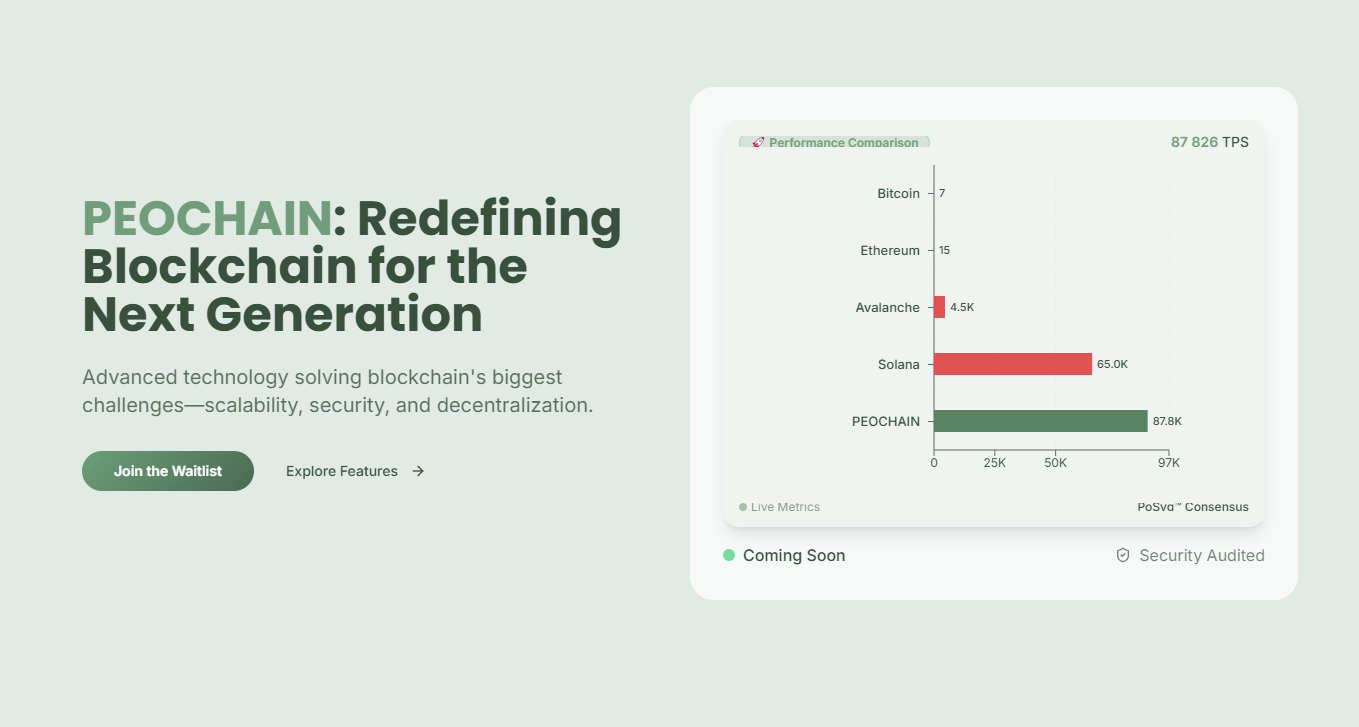 PEOCHAIN: Redefining
Blockchain for the
Next Generation
Advanced technology solving blockchain's biggest
challenges—scalability, security, and decentralization.
Join the Waitlist
Explore Features →
🚀 Performance Comparison
87 826 TPS
Bitcoin 7
Ethereum 15
Avalanche 4.5K
Solana 65.0K
PEOCHAIN 87.8K
0 25K 50K 97K
Live Metrics
PoSyg™ Consensus
Coming Soon
Security Audited